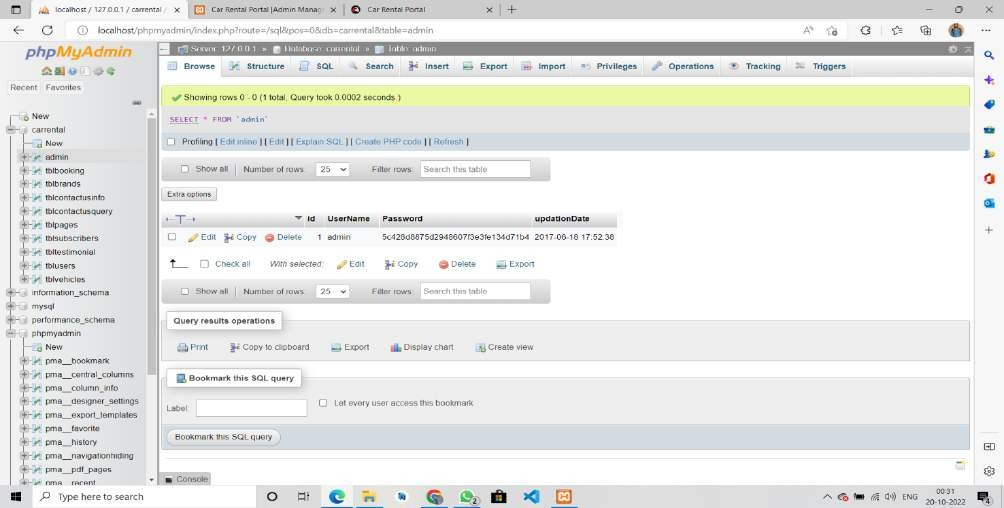 localhost / 127.0.0.1 / carrental /
Car Rental Portal |Admin Manag
Car Rental Portal
localhost/phpmyadmin/index.php?route=/sql&pos=0&db=carrental&table=admin
phpMyAdmin
Recent Favorites
New
carrental
New
admin
tblbooking
tblbrands
tblcontactusinfo
tblcontactusquery
tblpages
tblsubscribers
tbltestimonial
tblusers
tblvehicles
information_schema
mysql
performance_schema
phpmyadmin
New
pma__bookmark
pma__central_columns
pma__column_info
pma__designer_settings
pma__export_templates
pma__favorite
pma__history
pma__navigationhiding
pma__pdf_pages
pma__recent
Server: 127.0.0.1 » Database: carrental » Table: admin
Browse Structure SQL Search Insert Export Import Privileges Operations Tracking Triggers
Showing rows 0 - 0 (1 total, Query took 0.0002 seconds.)
SELECT * FROM `admin`
Profiling [ Edit inline ] [ Edit ] [ Explain SQL ] [ Create PHP code ] [ Refresh ]
Show all Number of rows: 25 Filter rows: Search this table
Extra options
id UserName Password updationDate
Edit Copy Delete 1 admin 5c428d8875d2948607f3e3fe134d71b4 2017-06-18 17:52:38
Check all With selected: Edit Copy Delete Export
Show all Number of rows: 25 Filter rows: Search this table
Query results operations
Print Copy to clipboard Export Display chart Create view
Bookmark this SQL query
Label: Let every user access this bookmark
Bookmark this SQL query
Console
Type here to search
ENG
00:31
20-10-2022